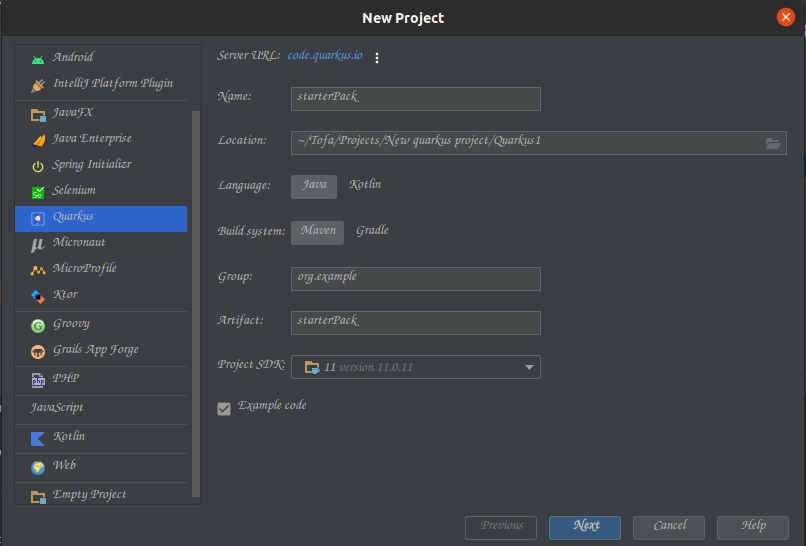 New Project
Android
IntelliJ Platform Plugin
JavaFX
Java Enterprise
Spring Initializr
Selenium
Quarkus
Micronaut
MicroProfile
Ktor
Groovy
Grails App Forge
PHP
JavaScript
Kotlin
Web
Empty Project
Server URL: code.quarkus.io
Name: starterPack
Location: ~/Tofa/Projects/New quarkus project/Quarkus1
Language: Java Kotlin
Build system: Maven Gradle
Group: org.example
Artifact: starterPack
Project SDK: 11 version 11.0.11
Example code
Previous Next Cancel Help